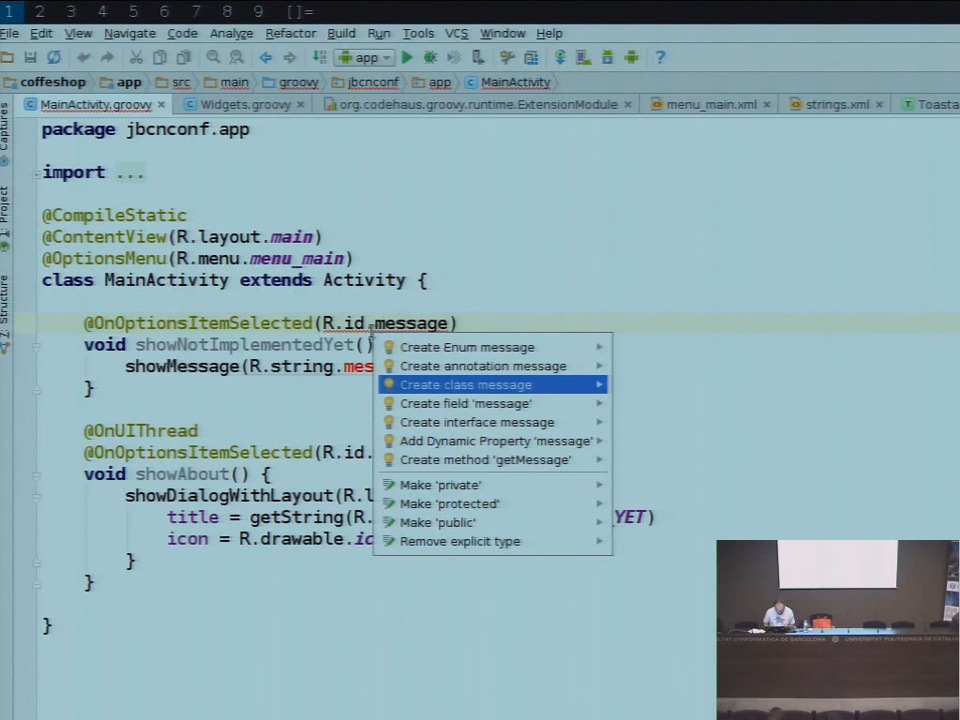 1 2 3 4 5 6 7 8 9 []=
File Edit View Navigate Code Analyze Refactor Build Run Tools VCS Window Help
app
coffeshop app src main groovy jbcnconf app MainActivity
MainActivity.groovy Widgets.groovy org.codehaus.groovy.runtime.ExtensionModule menu_main.xml strings.xml
Captures
1: Project
7: Structure
package jbcnconf.app
import ...
@CompileStatic
@ContentView(R.layout.main)
@OptionsMenu(R.menu.menu_main)
class MainActivity extends Activity {
@OnOptionsItemSelected(R.id.message)
void showNotImplementedYet()
showMessage(R.string.mes
}
@OnUIThread
@OnOptionsItemSelected(R.id.
void showAbout() {
showDialogWithLayout(R.l
title = getString(R. YET)
icon = R.drawable.ic
}
}
}
Create Enum message
Create annotation message
Create class message
Create field 'message'
Create interface message
Add Dynamic Property 'message'
Create method 'getMessage'
Make 'private'
Make 'protected'
Make 'public'
Remove explicit type